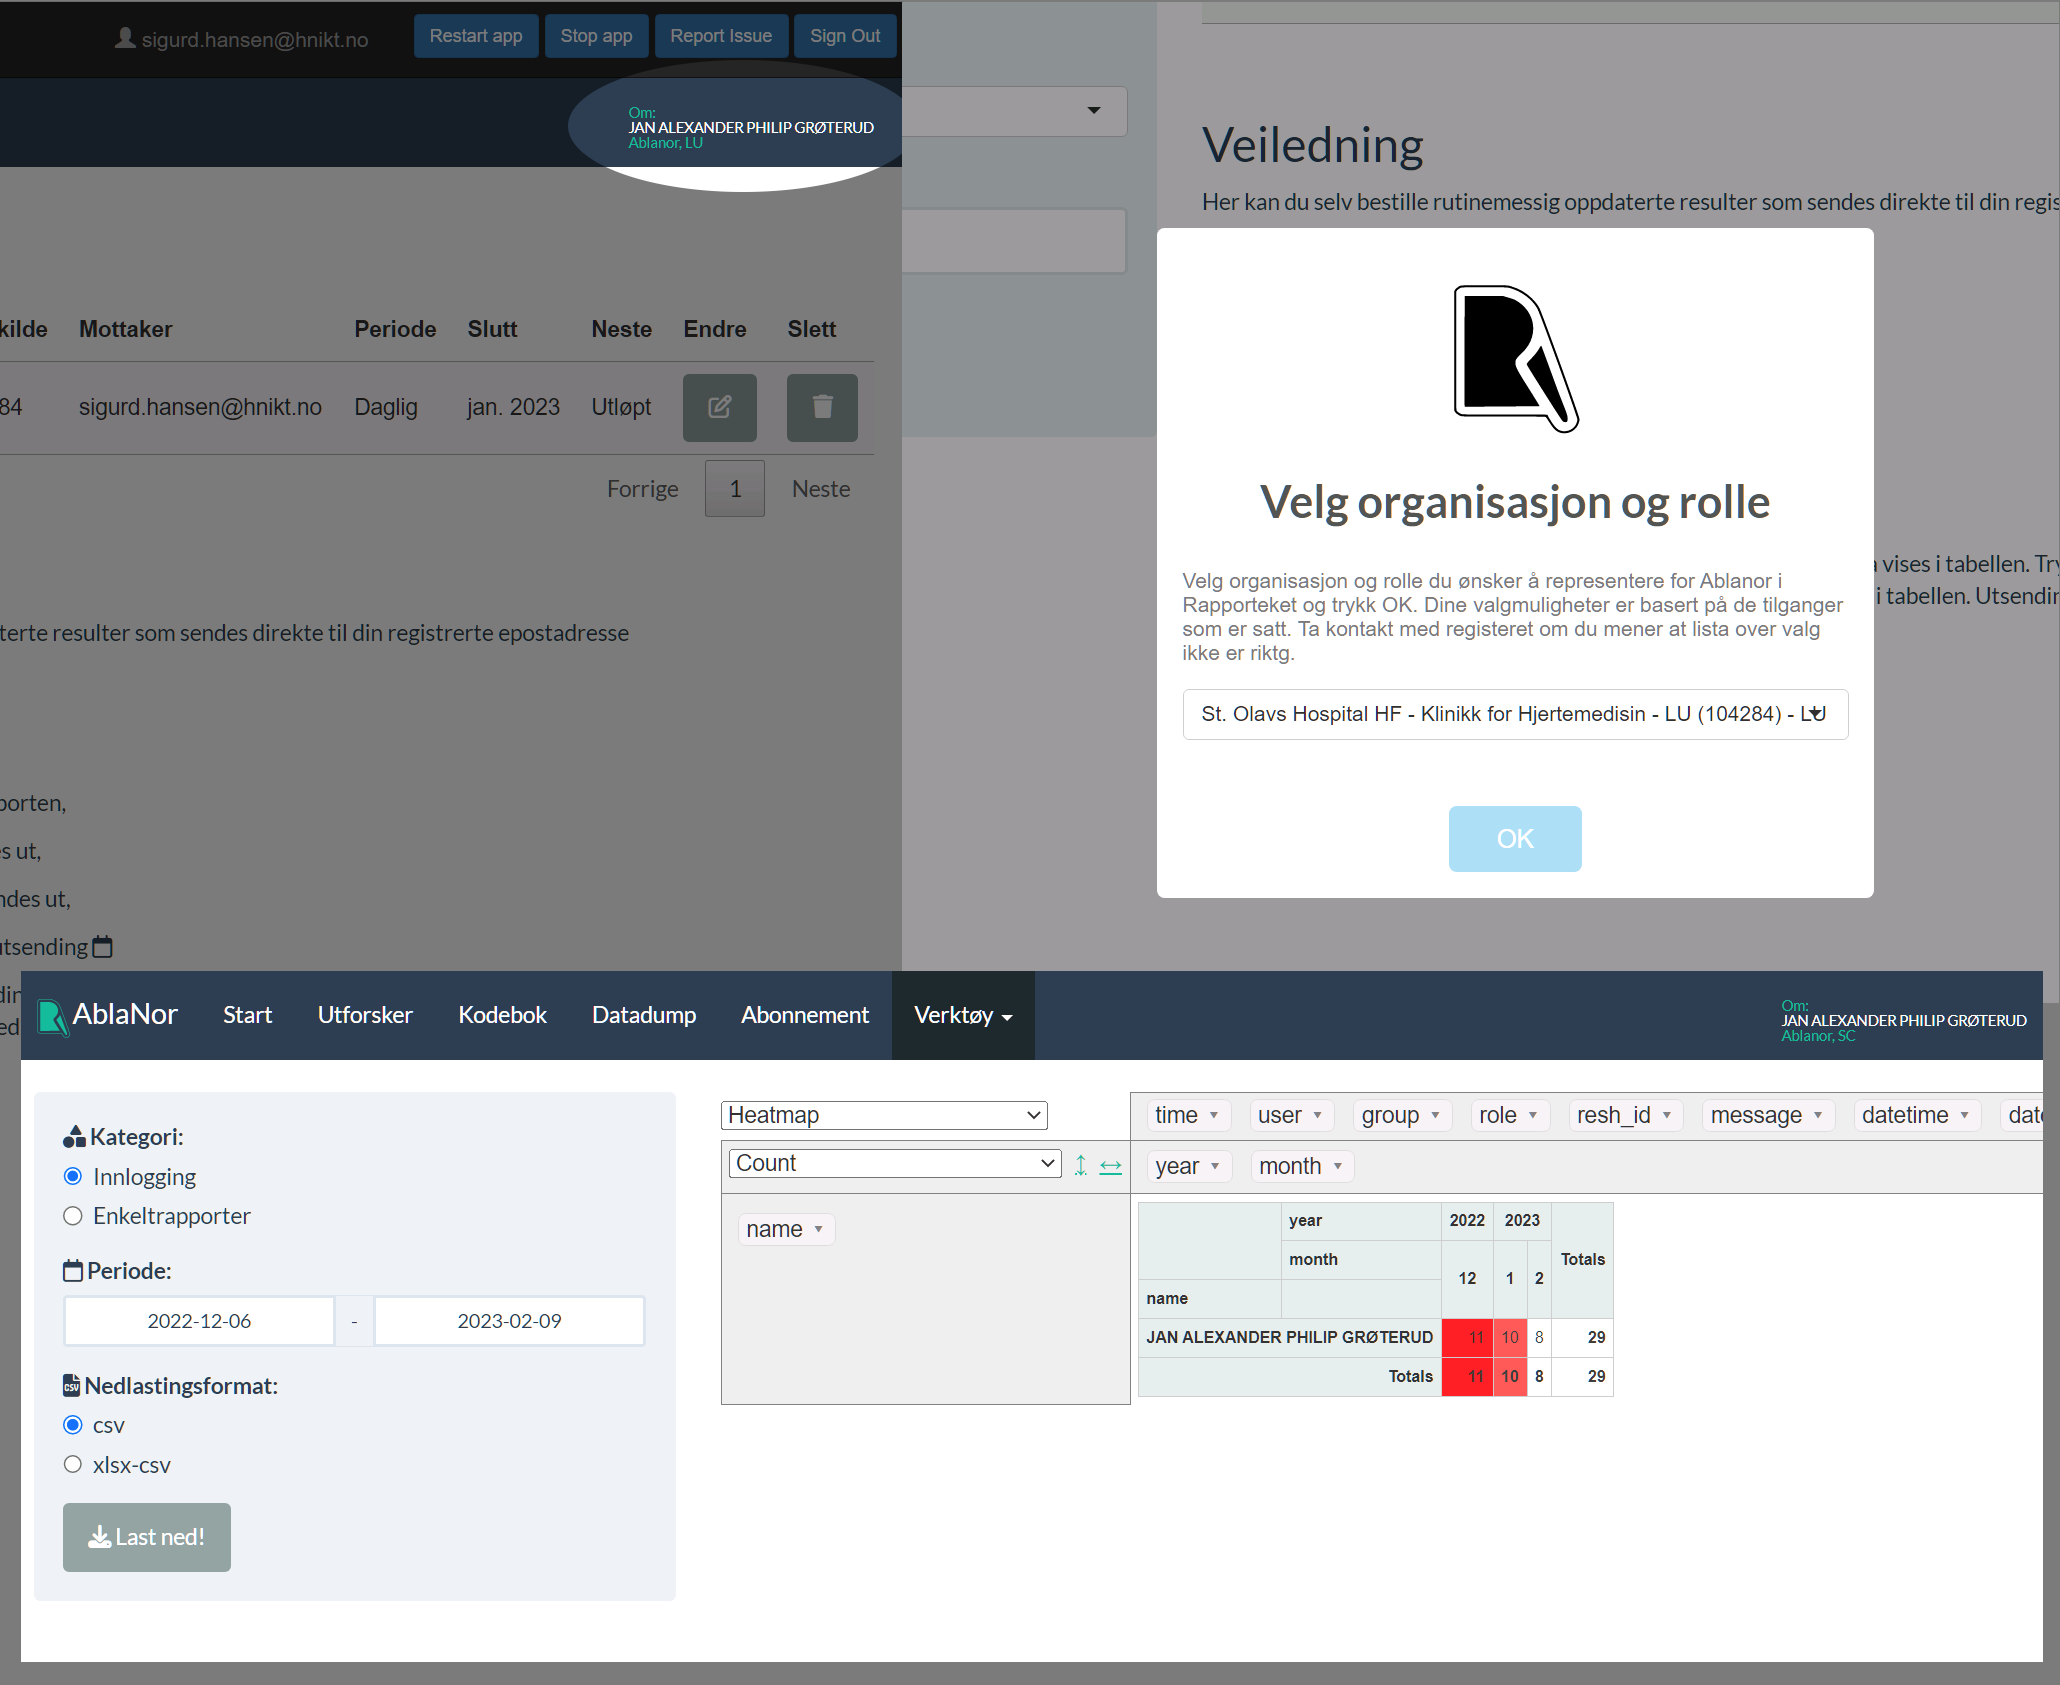 sigurd.hansen@hnikt.no
Restart app
Stop app
Report Issue
Sign Out
Om:
JAN ALEXANDER PHILIP GRØTERUD
Ablanor, LU
kilde Mottaker Periode Slutt Neste Endre Slett
84 sigurd.hansen@hnikt.no Daglig jan. 2023 Utløpt
Forrige 1 Neste
terte resulter som sendes direkte til din registrerte epostadresse
porten,
s ut,
ndes ut,
utsending
din
ed
Veiledning
Her kan du selv bestille rutinemessig oppdaterte resulter som sendes direkte til din regis
Velg organisasjon og rolle
Velg organisasjon og rolle du ønsker å representere for Ablanor i
Rapporteket og trykk OK. Dine valgmuligheter er basert på de tilganger
som er satt. Ta kontakt med registeret om du mener at lista over valg
ikke er riktg.
St. Olavs Hospital HF - Klinikk for Hjertemedisin - LU (104284) - LU
OK
a vises i tabellen. Try
i tabellen. Utsendin
AblaNor
Start
Utforsker
Kodebok
Datadump
Abonnement
Verktøy
Om:
JAN ALEXANDER PHILIP GRØTERUD
Ablanor, SC
Kategori:
Innlogging
Enkeltrapporter
Periode:
2022-12-06 - 2023-02-09
Nedlastingsformat:
csv
xlsx-csv
Last ned!
Heatmap
time user group role resh_id message datetime date
Count
year month
name
year 2022 2023 Totals
month 12 1 2
name
JAN ALEXANDER PHILIP GRØTERUD 11 10 8 29
Totals 11 10 8 29